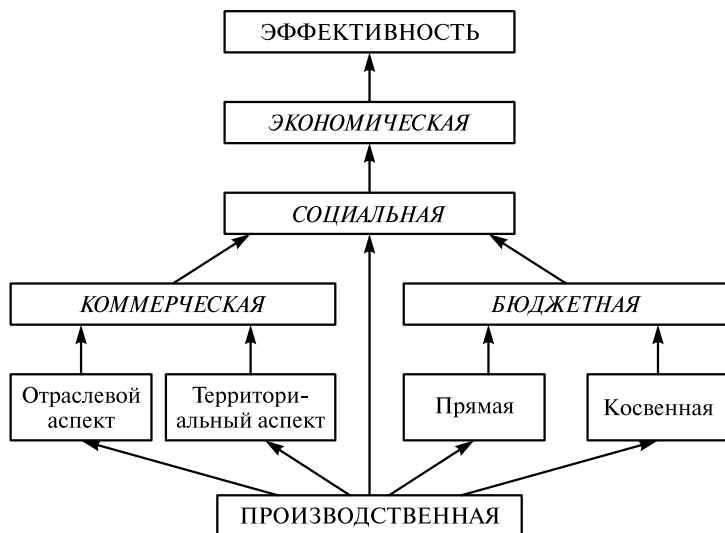 ЭФФЕКТИВНОСТЬ
ЭКОНОМИЧЕСКАЯ
СОЦИАЛЬНАЯ
КОММЕРЧЕСКАЯ
БЮДЖЕТНАЯ
Отраслевой
аспект
Территори-
альный аспект
Прямая
Косвенная
ПРОИЗВОДСТВЕННАЯ